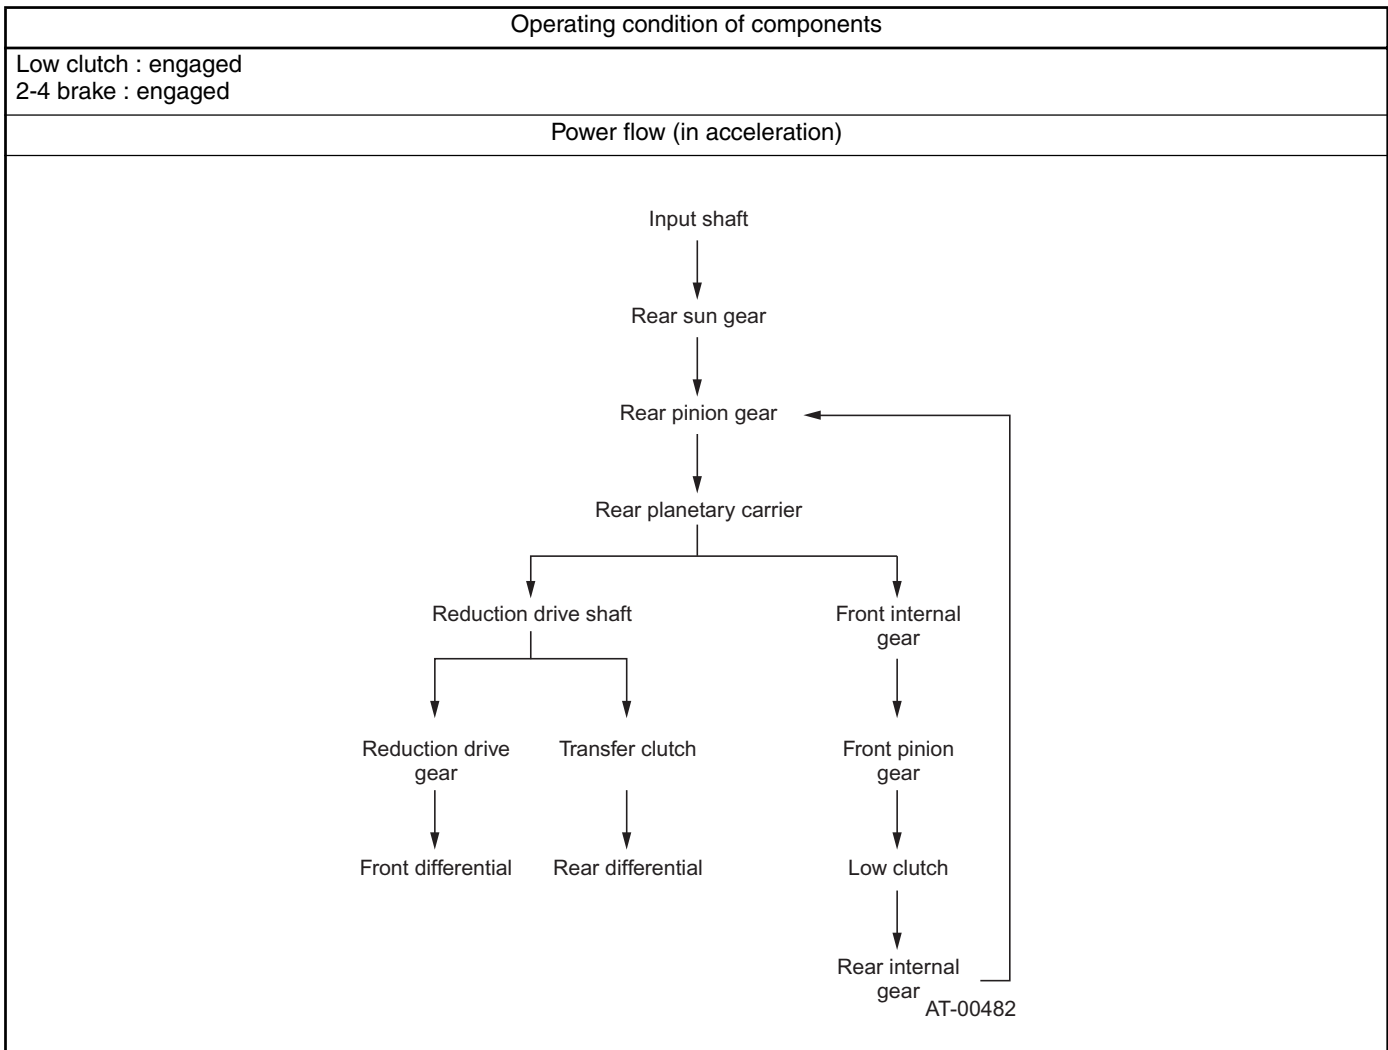 Operating condition of components
Low clutch : engaged
2-4 brake : engaged
Power flow (in acceleration)
Input shaft
Rear sun gear
Rear pinion gear
Rear planetary carrier
Reduction drive shaft
Front internal
gear
Reduction drive
gear
Transfer clutch
Front pinion
gear
Front differential
Rear differential
Low clutch
Rear internal
gear
AT-00482